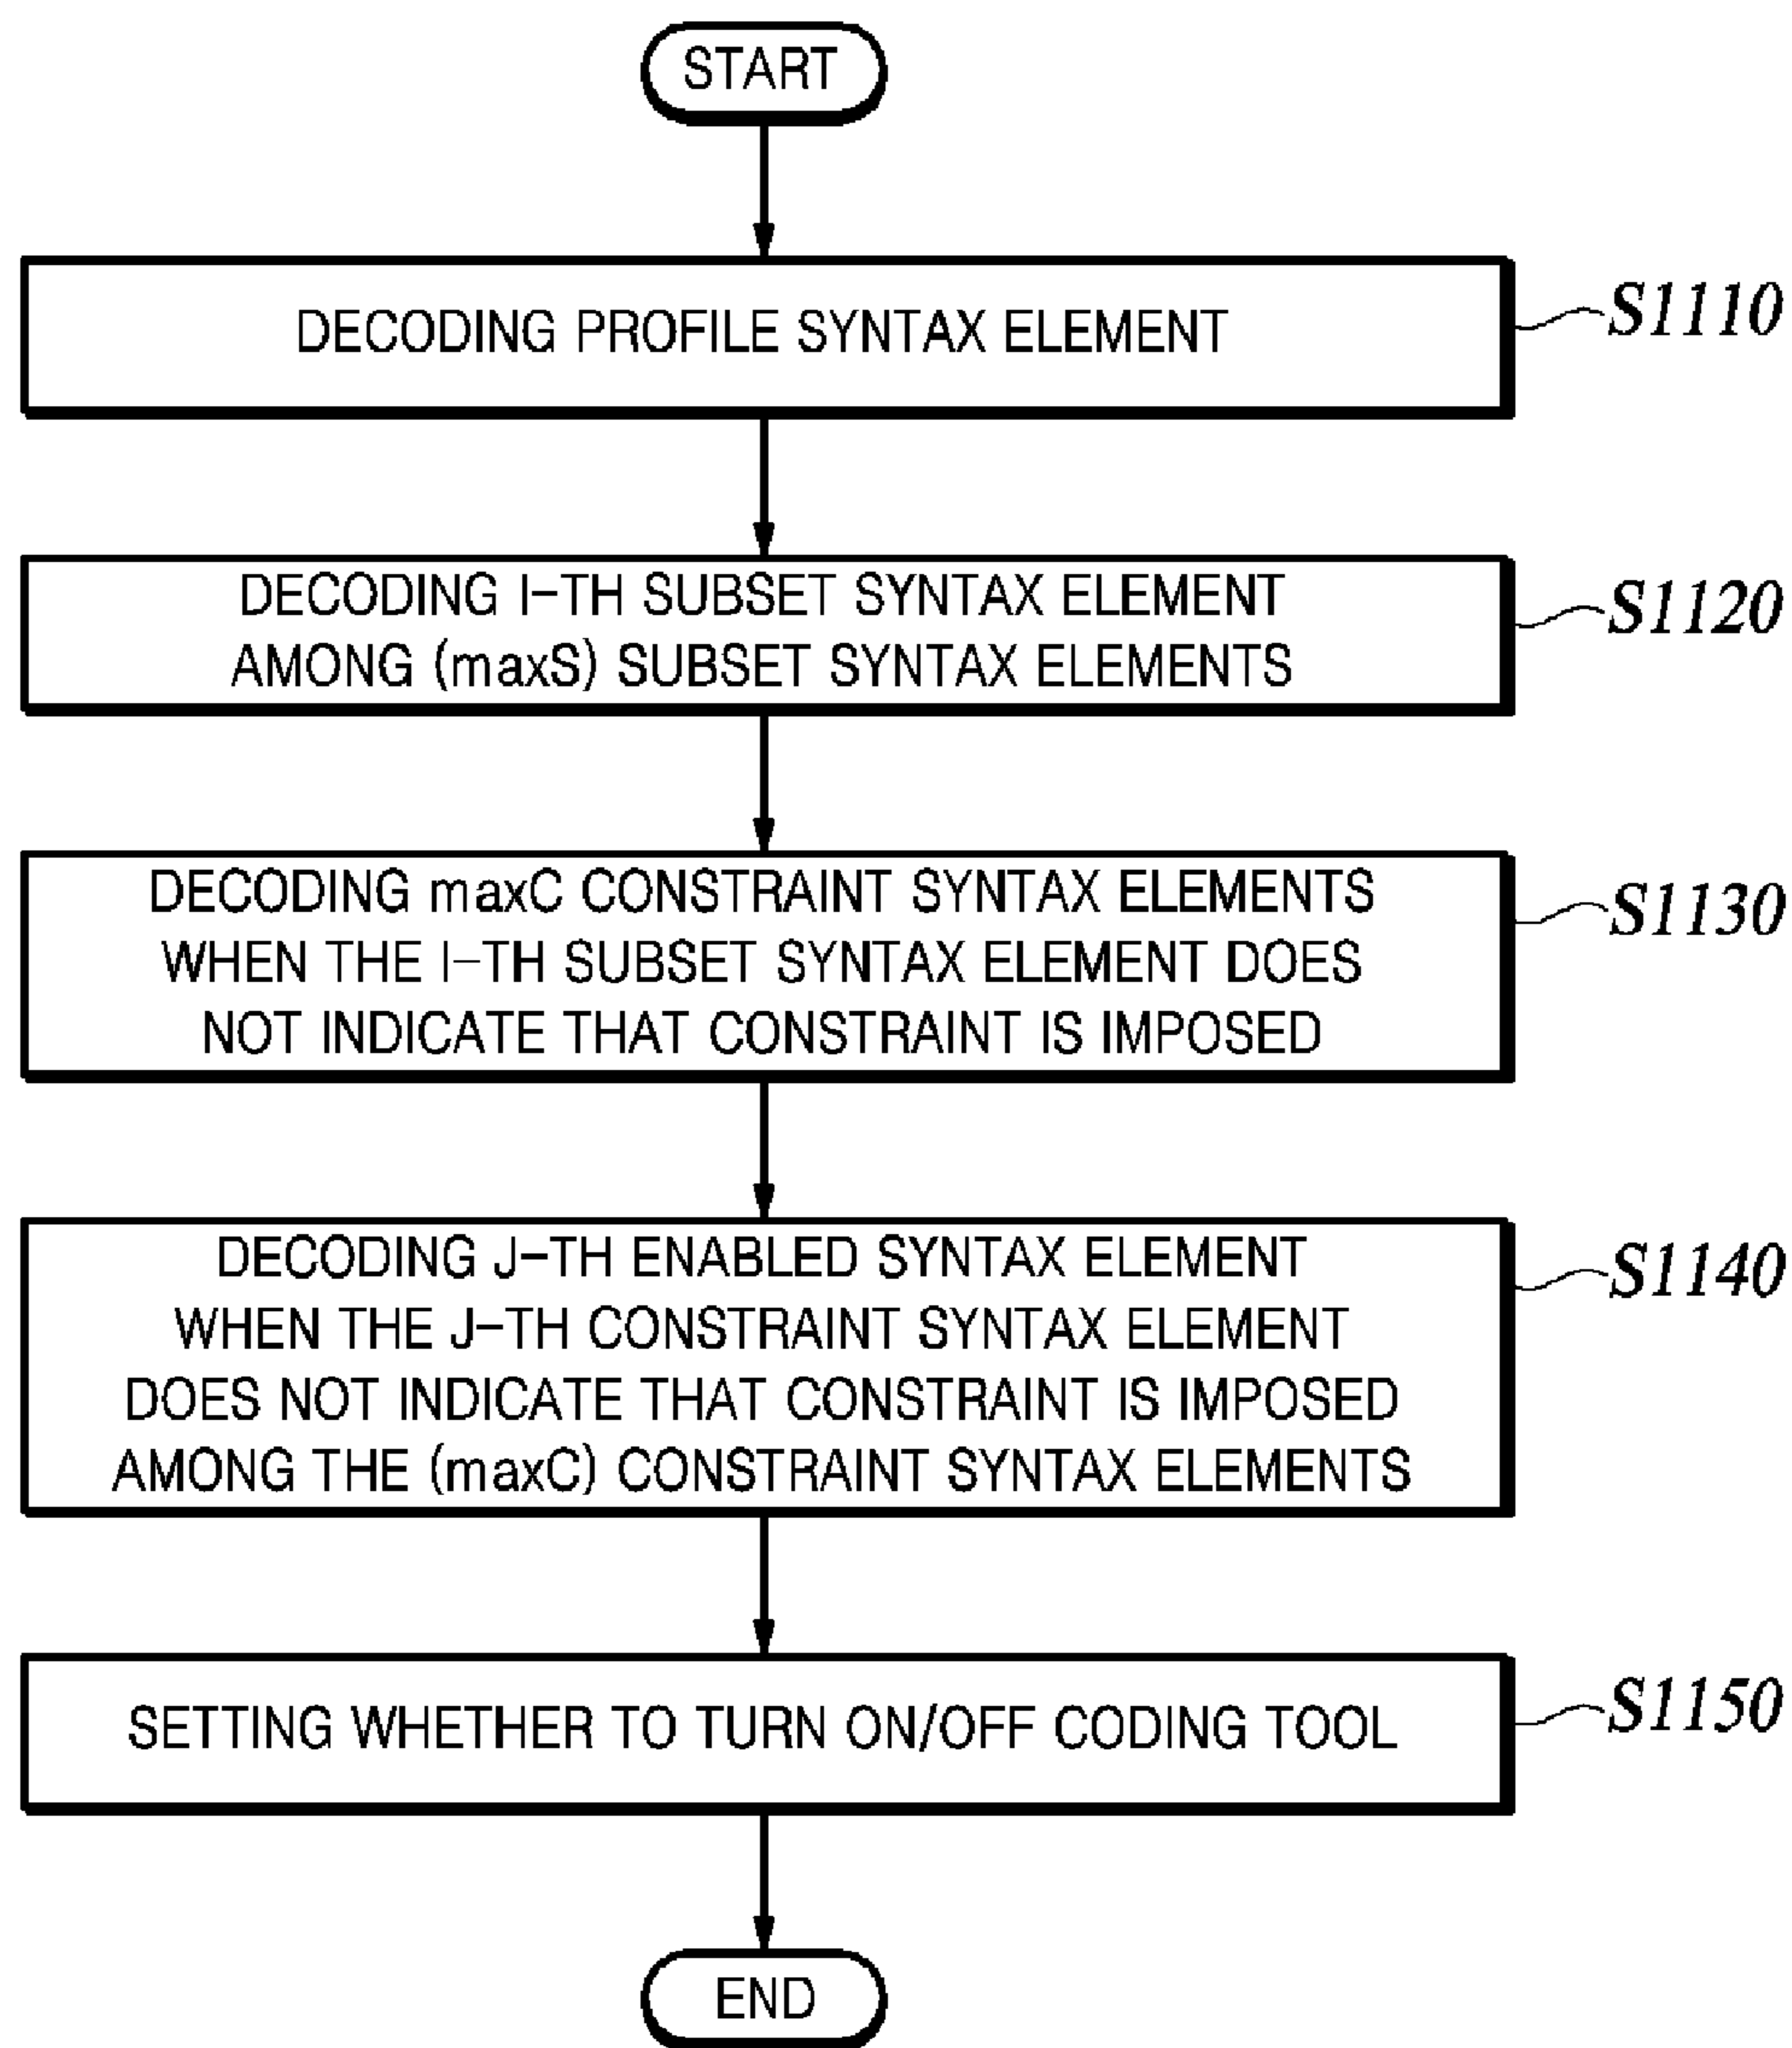 START
DECODING PROFILE SYNTAX ELEMENT
S1110
DECODING I-TH SUBSET SYNTAX ELEMENT
AMONG (maxS) SUBSET SYNTAX ELEMENTS
S1120
DECODING maxC CONSTRAINT SYNTAX ELEMENTS
WHEN THE I-TH SUBSET SYNTAX ELEMENT DOES
NOT INDICATE THAT CONSTRAINT IS IMPOSED
S1130
DECODING J-TH ENABLED SYNTAX ELEMENT
WHEN THE J-TH CONSTRAINT SYNTAX ELEMENT
DOES NOT INDICATE THAT CONSTRAINT IS IMPOSED
AMONG THE (maxC) CONSTRAINT SYNTAX ELEMENTS
S1140
SETTING WHETHER TO TURN ON/OFF CODING TOOL
S1150
END